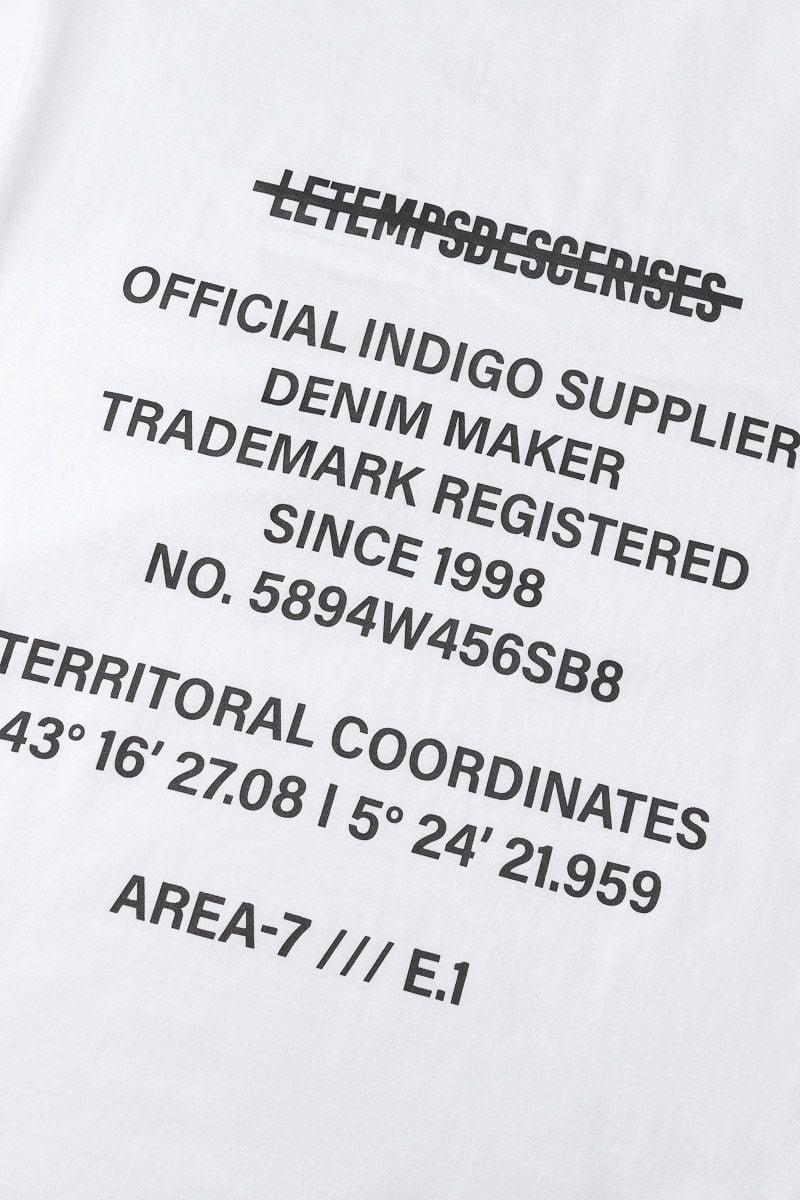 LETEMPSDESCERISES
OFFICIAL INDIGO SUPPLIER
DENIM MAKER
TRADEMARK REGISTERED
SINCE 1998
NO. 5894W456SB8
TERRITORAL COORDINATES
43° 16' 27.08 | 5° 24' 21.959
AREA-7 /// E.1